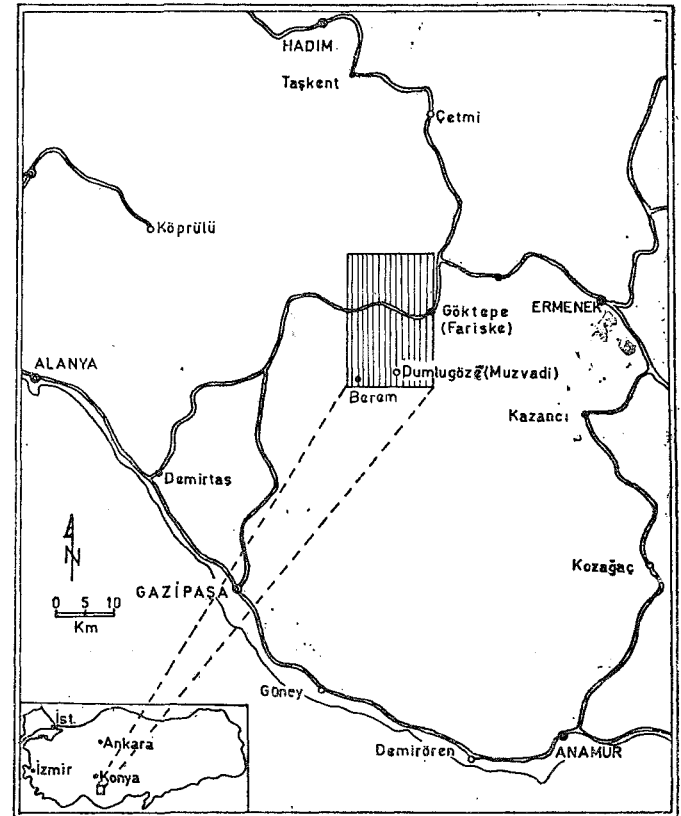 HADIM
Taşkent
Çetmi
Köprülü
Göktepe
(Fariske)
ERMENEK
ALANYA
Dumlugöze(Muzvadi)
Berem
Kazancı
Demirtaş
N
Kozağaç
GAZİPAŞA
0 5 10
Km
Göney
İst.
Ankara
İzmir
Konya
Demirören
ANAMUR